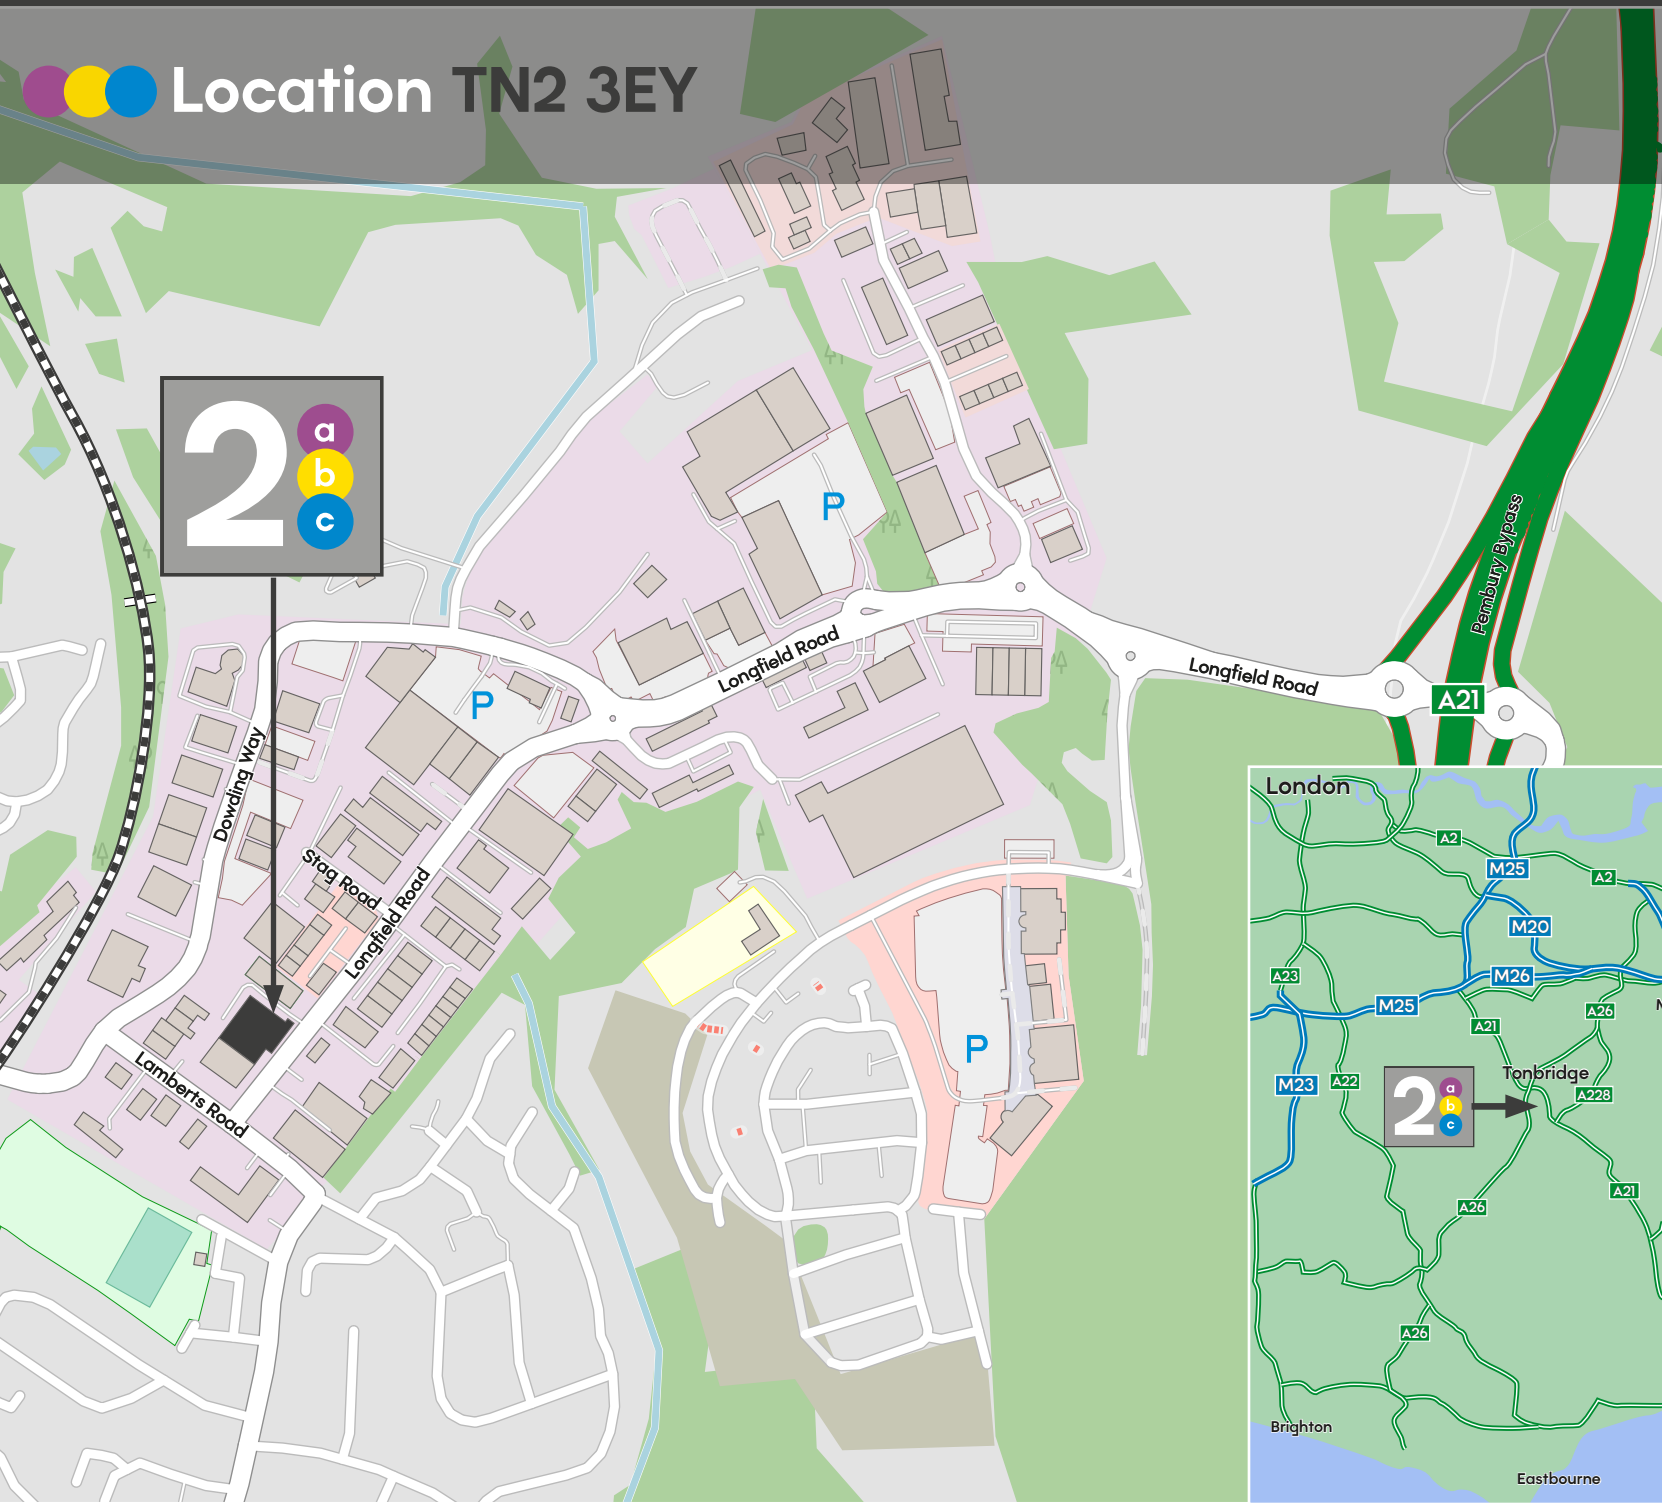 Location TN2 3EY
2
a
b
c
P
P
P
Longfield Road
Longfield Road
Longfield Road
Dowding Way
Stag Road
Lamberts Road
Pembury Bypass
A21
London
A2
M25
A2
M20
A23
M26
M25
A26
A21
M23
A22
Tonbridge
A228
2
a
b
c
A21
A26
A26
Brighton
Eastbourne